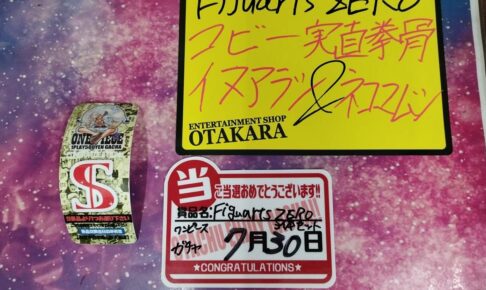 Figuarts ZERO
コビー実直拳骨
イヌアラシ&ネコマムシ
ENTERTAINMENT SHOP
OTAKARA
ONE PIECE
$
当
ご当選おめでとうございます!!
賞品名:Figuarts ZERO
ワンピース
ガチャ
7月30日
★CONGRATULATIONS★